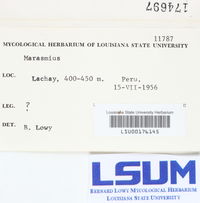 174697
11787
MYCOLOGICAL HERBARIUM OF LOUISIANA STATE UNIVERSITY
Marasmius
LOC. Lachay, 400-450 m. Peru,
15-VII-1956
LEG. ?
Louisiana State University Herbarium
LSU00174145
DET. B. Lowy
LSUM
BERNARD LOWY MYCOLOGICAL HERBARIUM
LOUISIANA STATE UNIVERSITY